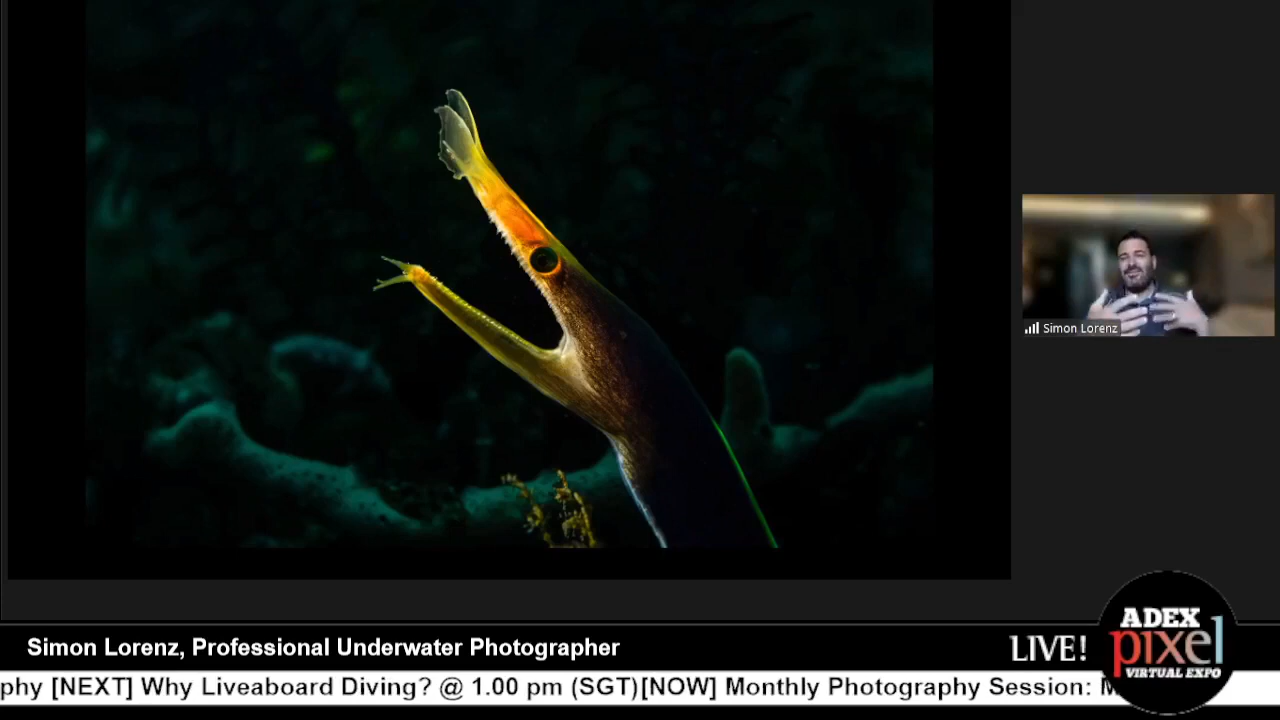 Simon Lorenz
Simon Lorenz, Professional Underwater Photographer
LIVE!
ADEX
pixel
VIRTUAL EXPO
phy [NEXT] Why Liveaboard Diving? @ 1.00 pm (SGT)[NOW] Monthly Photography Session: M